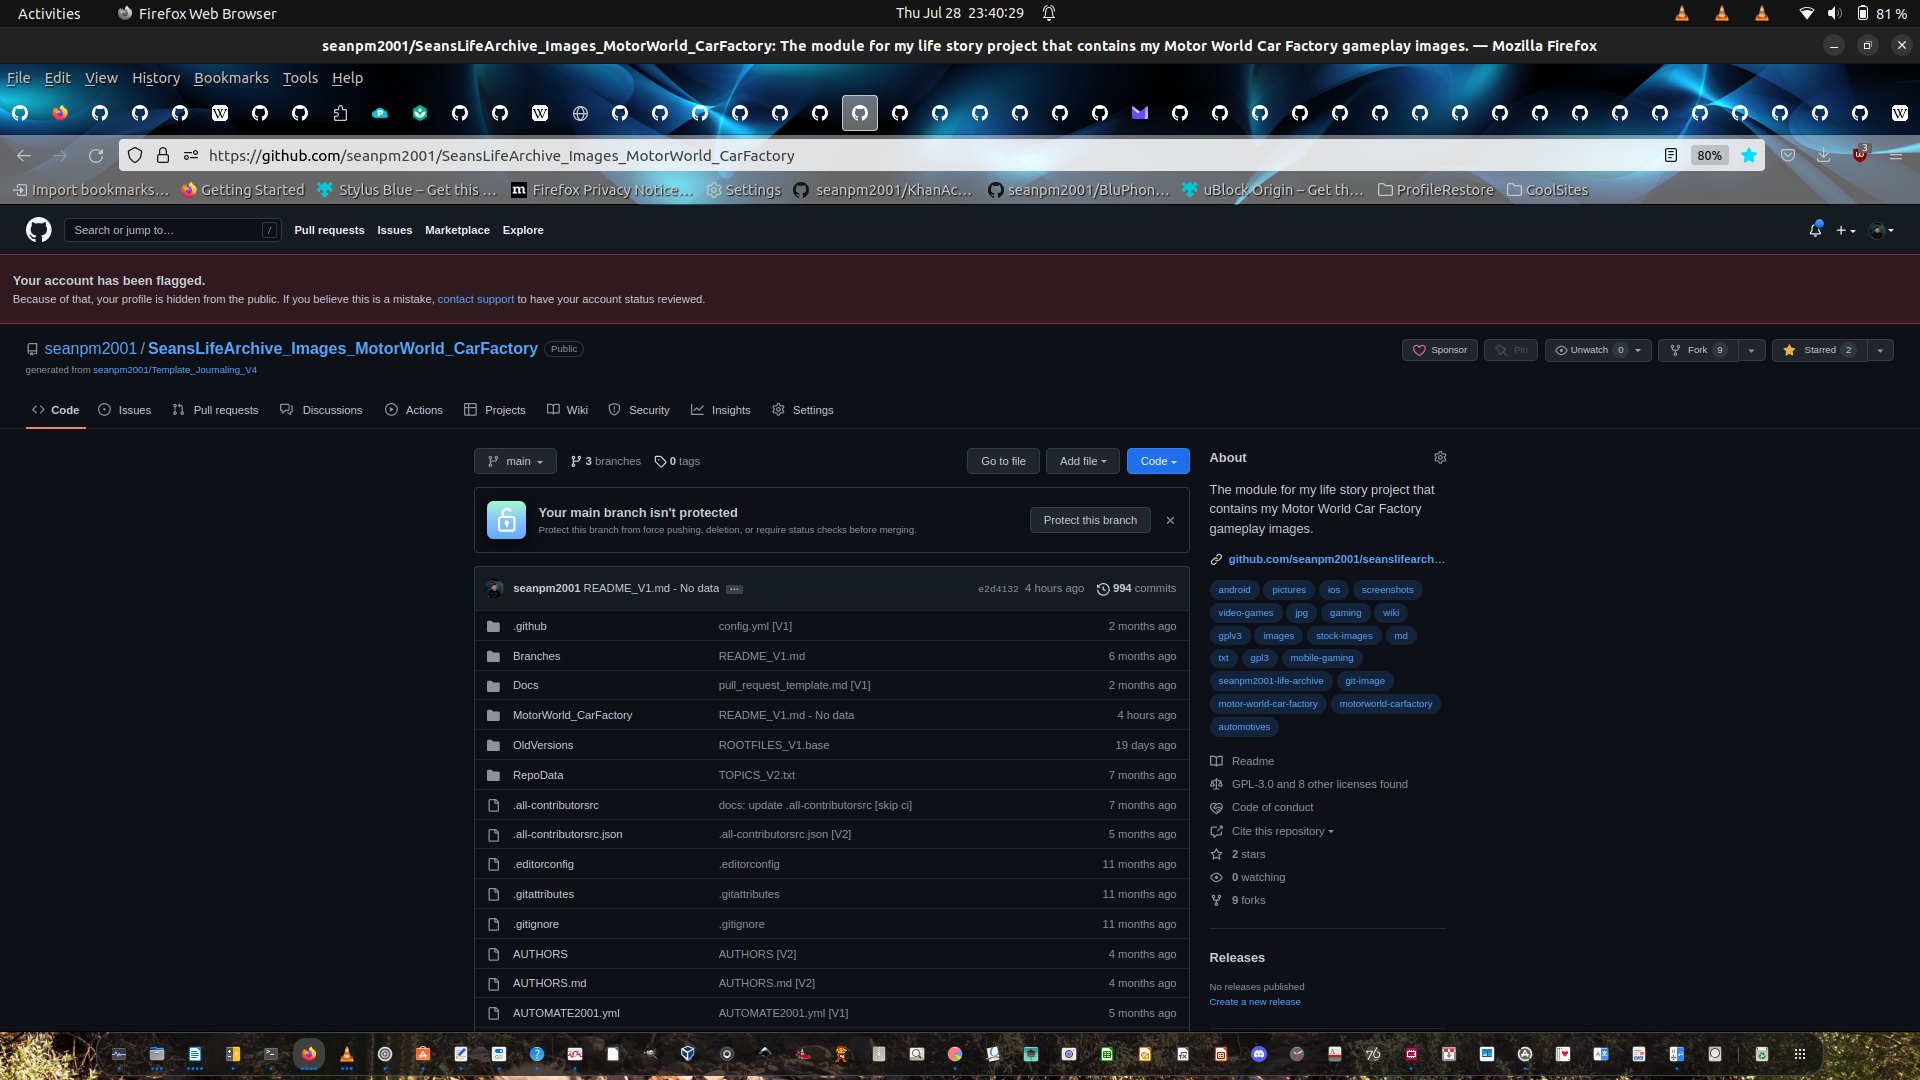 Activities Firefox Web Browser Thu Jul 28 23:40:29 81 %
seanpm2001/SeansLifeArchive_Images_MotorWorld_CarFactory: The module for my life story project that contains my Motor World Car Factory gameplay images. — Mozilla Firefox
File Edit View History Bookmarks Tools Help
https://github.com/seanpm2001/SeansLifeArchive_Images_MotorWorld_CarFactory 80% 3
Import bookmarks... Getting Started Stylus Blue – Get this ... Firefox Privacy Notice... Settings seanpm2001/KhanAc... seanpm2001/BluPhon... uBlock Origin – Get th... ProfileRestore CoolSites
Search or jump to... / Pull requests Issues Marketplace Explore
Your account has been flagged.
Because of that, your profile is hidden from the public. If you believe this is a mistake, contact support to have your account status reviewed.
seanpm2001 / SeansLifeArchive_Images_MotorWorld_CarFactory Public Sponsor Pin Unwatch 0 Fork 9 Starred 2
generated from seanpm2001/Template_Journaling_V4
Code Issues Pull requests Discussions Actions Projects Wiki Security Insights Settings
main 3 branches 0 tags Go to file Add file Code
Your main branch isn't protected
Protect this branch from force pushing, deletion, or require status checks before merging.
Protect this branch
seanpm2001 README_V1.md - No data ... e2d4132 4 hours ago 994 commits
.github config.yml [V1] 2 months ago
Branches README_V1.md 6 months ago
Docs pull_request_template.md [V1] 2 months ago
MotorWorld_CarFactory README_V1.md - No data 4 hours ago
OldVersions ROOTFILES_V1.base 19 days ago
RepoData TOPICS_V2.txt 7 months ago
.all-contributorsrc docs: update .all-contributorsrc [skip ci] 7 months ago
.all-contributorsrc.json .all-contributorsrc.json [V2] 5 months ago
.editorconfig .editorconfig 11 months ago
.gitattributes .gitattributes 11 months ago
.gitignore .gitignore 11 months ago
AUTHORS AUTHORS [V2] 4 months ago
AUTHORS.md AUTHORS.md [V2] 4 months ago
AUTOMATE2001.yml AUTOMATE2001.yml [V1] 5 months ago
About
The module for my life story project that
contains my Motor World Car Factory
gameplay images.
github.com/seanpm2001/seanslifearch...
android pictures ios screenshots
video-games jpg gaming wiki
gplv3 images stock-images md
txt gpl3 mobile-gaming
seanpm2001-life-archive git-image
motor-world-car-factory motorworld-carfactory
automotives
Readme
GPL-3.0 and 8 other licenses found
Code of conduct
Cite this repository
2 stars
0 watching
9 forks
Releases
No releases published
Create a new release